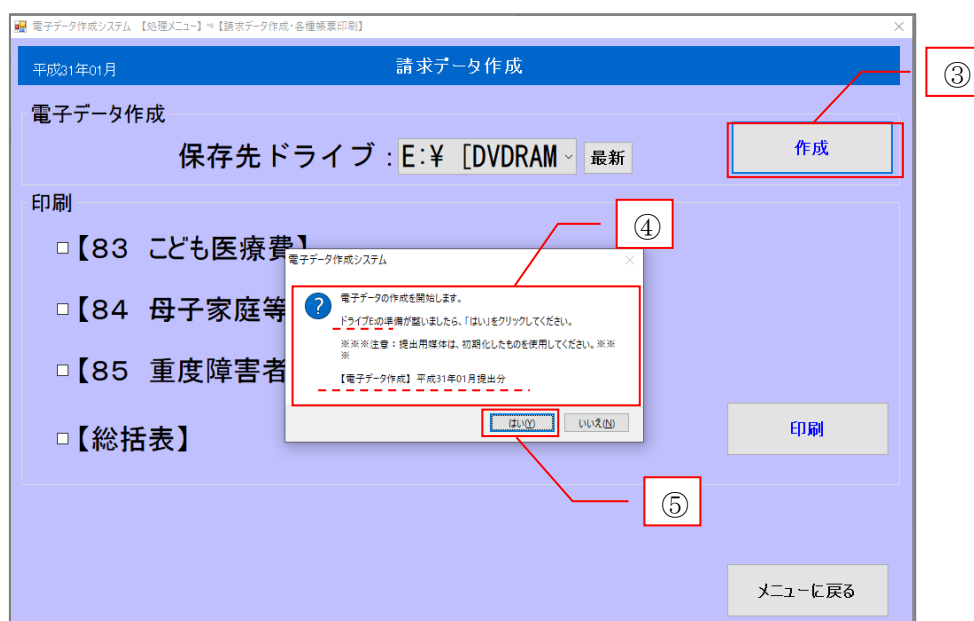 電子データ作成システム 【処理メニュー】⇒【請求データ作成・各種帳票印刷】
平成31年01月
請求データ作成
③
電子データ作成
保存先ドライブ：E:¥ [DVDRAM
最新
作成
印刷
④
□【83 こども医療費】
電子データ作成システム
電子データの作成を開始します。
ドライブE:の準備が整いましたら、「はい」をクリックしてください。
※※※注意：提出用媒体は、初期化したものを使用してください。※※
※
【電子データ作成】 平成31年01月提出分
はい(Y)
いいえ(N)
□【84 母子家庭等
□【85 重度障害者
□【総括表】
印刷
⑤
メニューに戻る